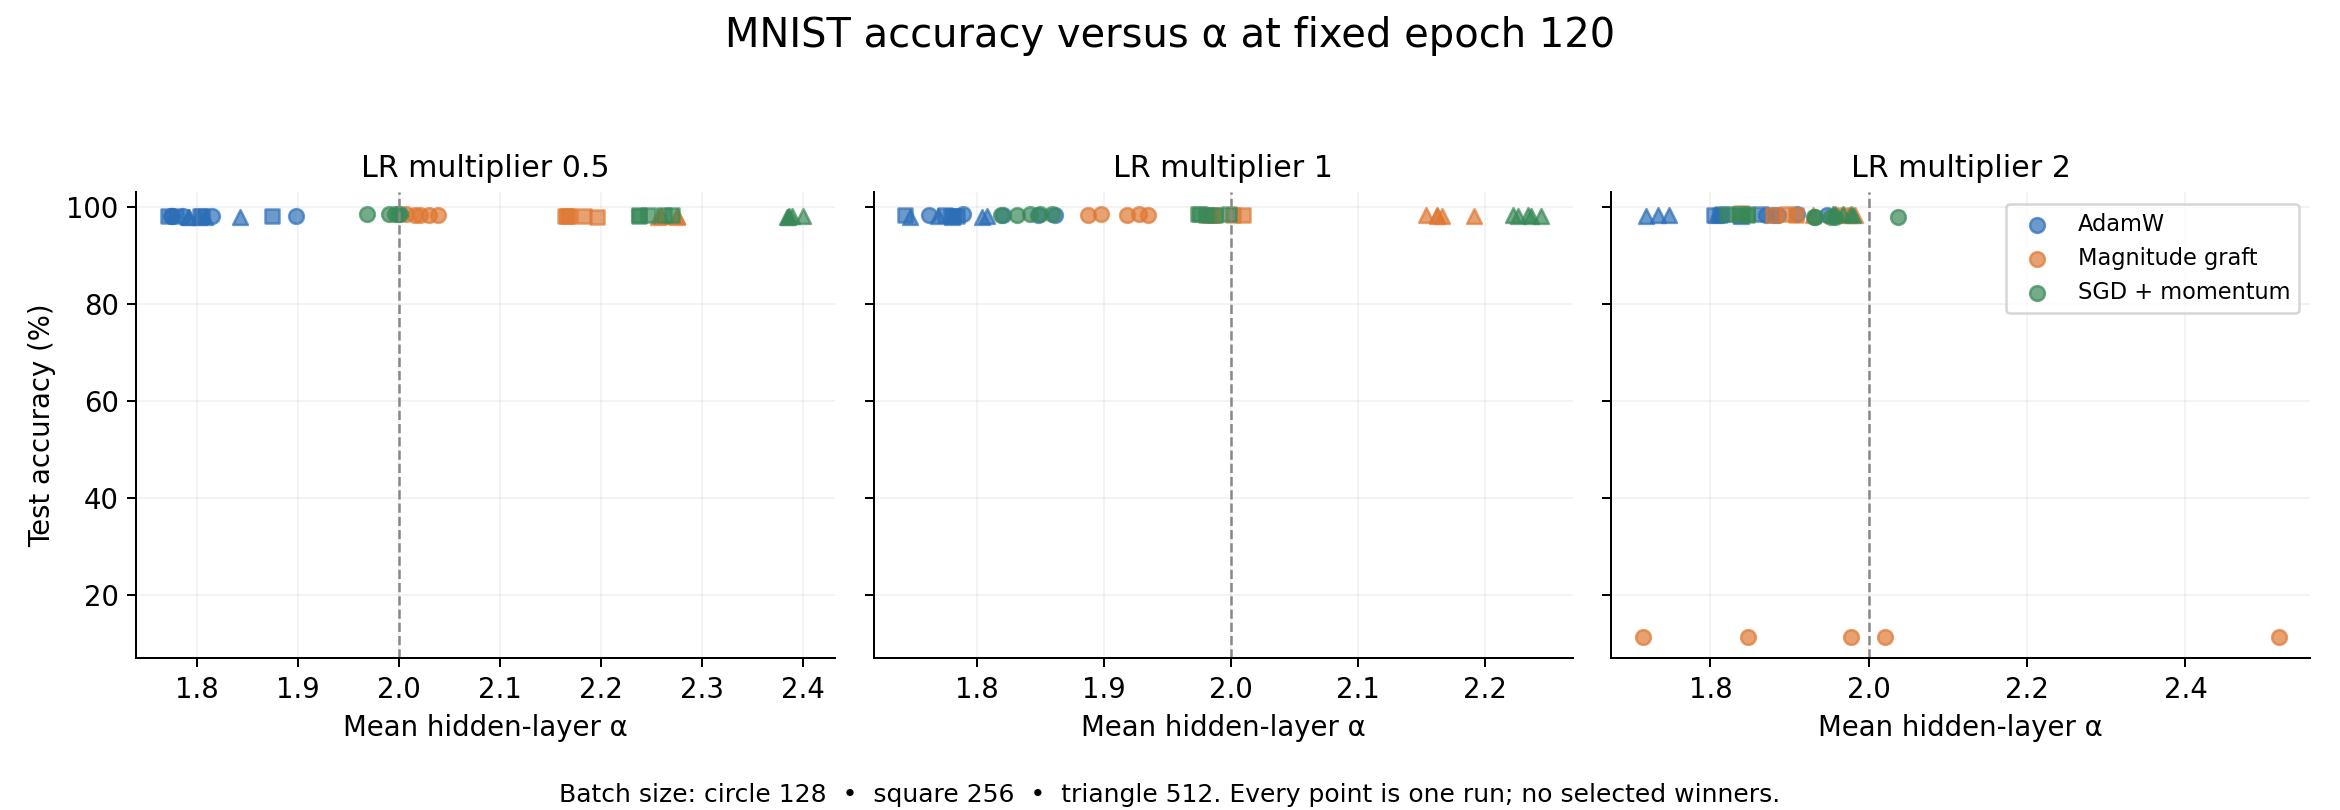 MNIST accuracy versus α at fixed epoch 120
LR multiplier 0.5
LR multiplier 1
LR multiplier 2
Test accuracy (%)
100
80
60
40
20
AdamW
Magnitude graft
SGD + momentum
1.8 1.9 2.0 2.1 2.2 2.3 2.4
1.8 1.9 2.0 2.1 2.2
1.8 2.0 2.2 2.4
Mean hidden-layer α
Mean hidden-layer α
Mean hidden-layer α
Batch size: circle 128 • square 256 • triangle 512. Every point is one run; no selected winners.